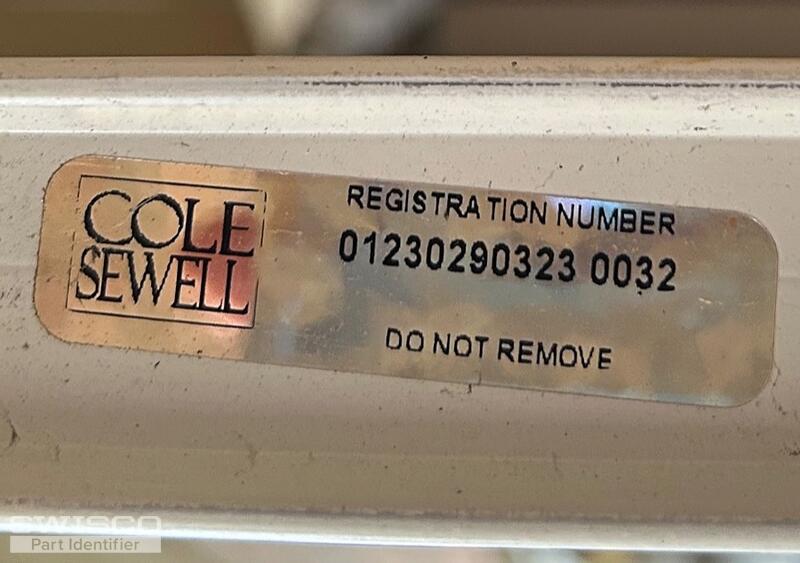 COLE
SEWELL
REGISTRATION NUMBER
01230290323 0032
DO NOT REMOVE
SWISCO
Part Identifier